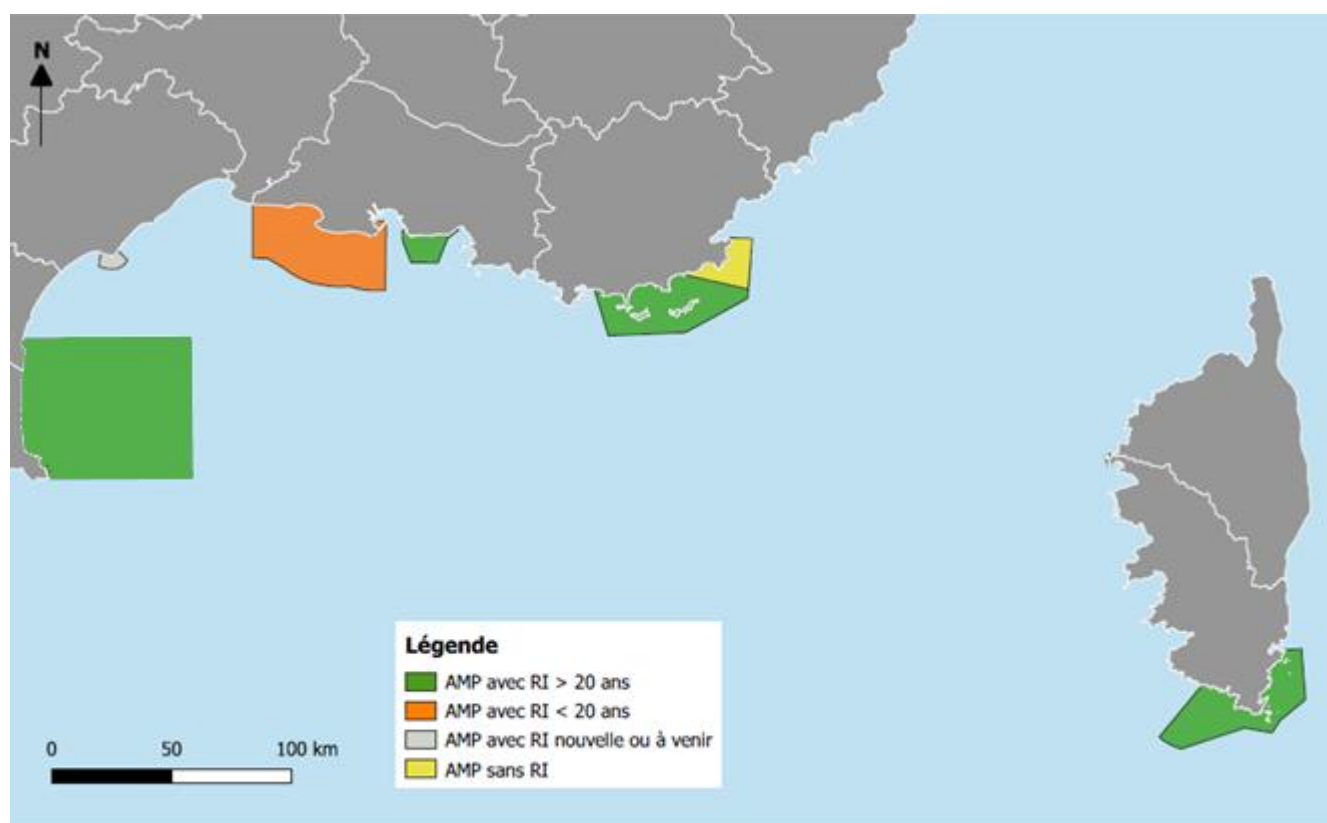 N
Légende
AMP avec RI > 20 ans
AMP avec RI < 20 ans
AMP avec RI nouvelle ou à venir
AMP sans RI
0 50 100 km